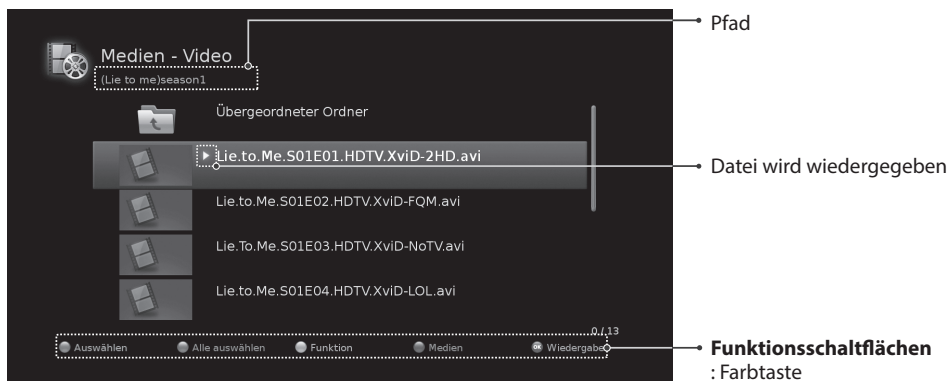 Medien - Video
(Lie to me)season1
Übergeordneter Ordner
Lie.to.Me.S01E01.HDTV.XviD-2HD.avi
Lie.to.Me.S01E02.HDTV.XviD-FQM.avi
Lie.To.Me.S01E03.HDTV.XviD-NoTV.avi
Lie.to.Me.S01E04.HDTV.XviD-LOL.avi
0 / 13
Auswählen Alle auswählen Funktion Medien OK Wiedergabe
Pfad
Datei wird wiedergegeben
Funktionsschaltflächen
: Farbtaste